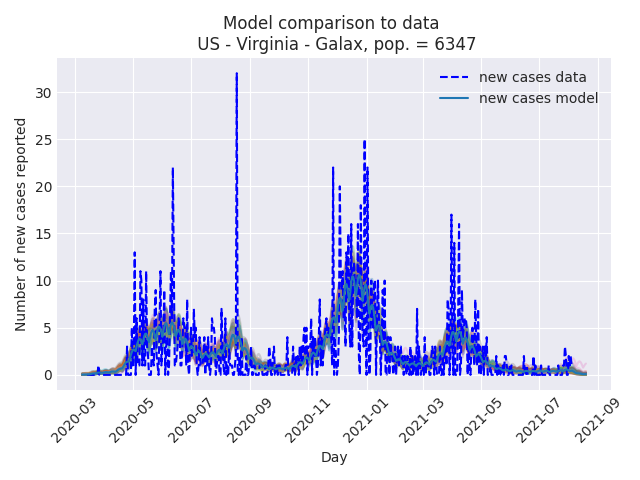 Model comparison to data
US - Virginia - Galax, pop. = 6347
new cases data
new cases model
Number of new cases reported
30
25
20
15
10
5
0
2020-03
2020-05
2020-07
2020-09
2020-11
2021-01
2021-03
2021-05
2021-07
2021-09
Day